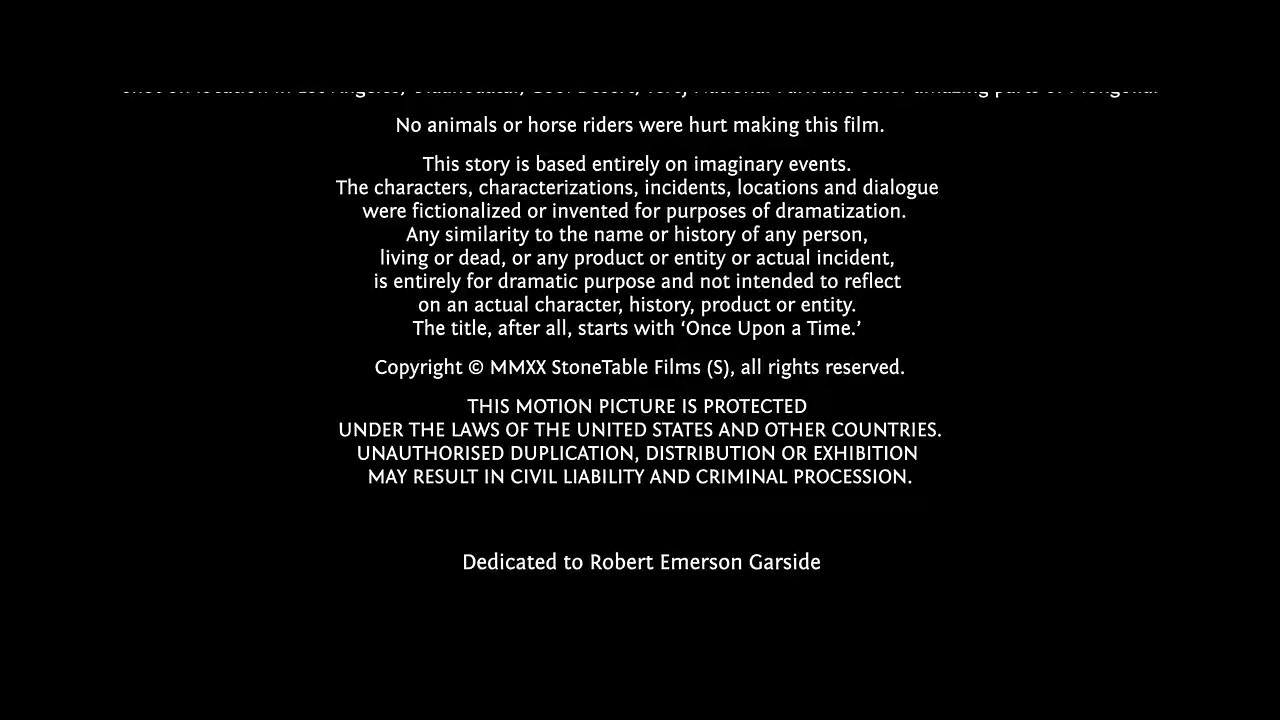 No animals or horse riders were hurt making this film.
This story is based entirely on imaginary events.
The characters, characterizations, incidents, locations and dialogue
were fictionalized or invented for purposes of dramatization.
Any similarity to the name or history of any person,
living or dead, or any product or entity or actual incident,
is entirely for dramatic purpose and not intended to reflect
on an actual character, history, product or entity.
The title, after all, starts with ‘Once Upon a Time.’
Copyright © MMXX StoneTable Films (S), all rights reserved.
THIS MOTION PICTURE IS PROTECTED
UNDER THE LAWS OF THE UNITED STATES AND OTHER COUNTRIES.
UNAUTHORISED DUPLICATION, DISTRIBUTION OR EXHIBITION
MAY RESULT IN CIVIL LIABILITY AND CRIMINAL PROCESSION.
Dedicated to Robert Emerson Garside